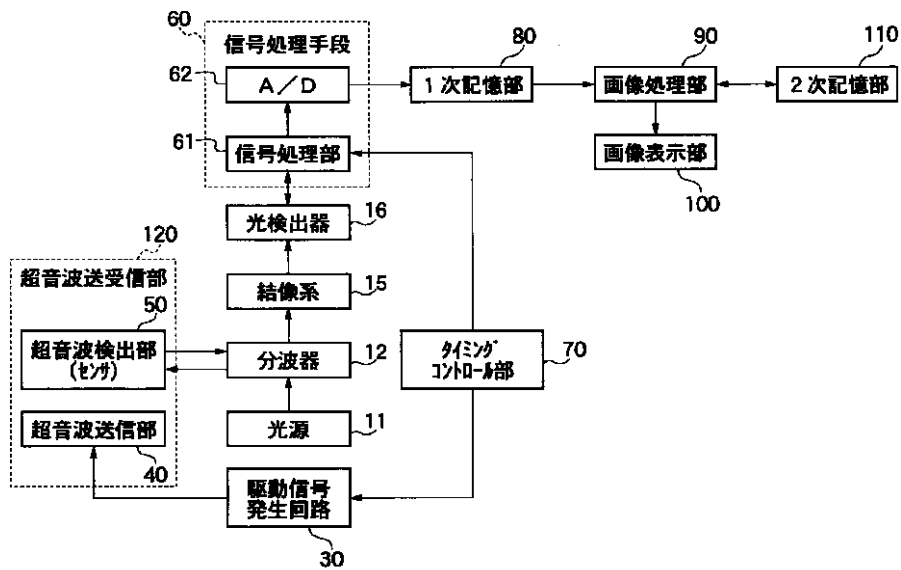 60
信号処理手段
62
A/D
80
1次記憶部
90
画像処理部
110
2次記憶部
61
信号処理部
画像表示部
100
光検出器
16
120
超音波送受信部
結像系
15
50
超音波検出部
(センサ)
分波器
12
タイミング
コントロール部
70
超音波送信部
40
光源
11
駆動信号
発生回路
30